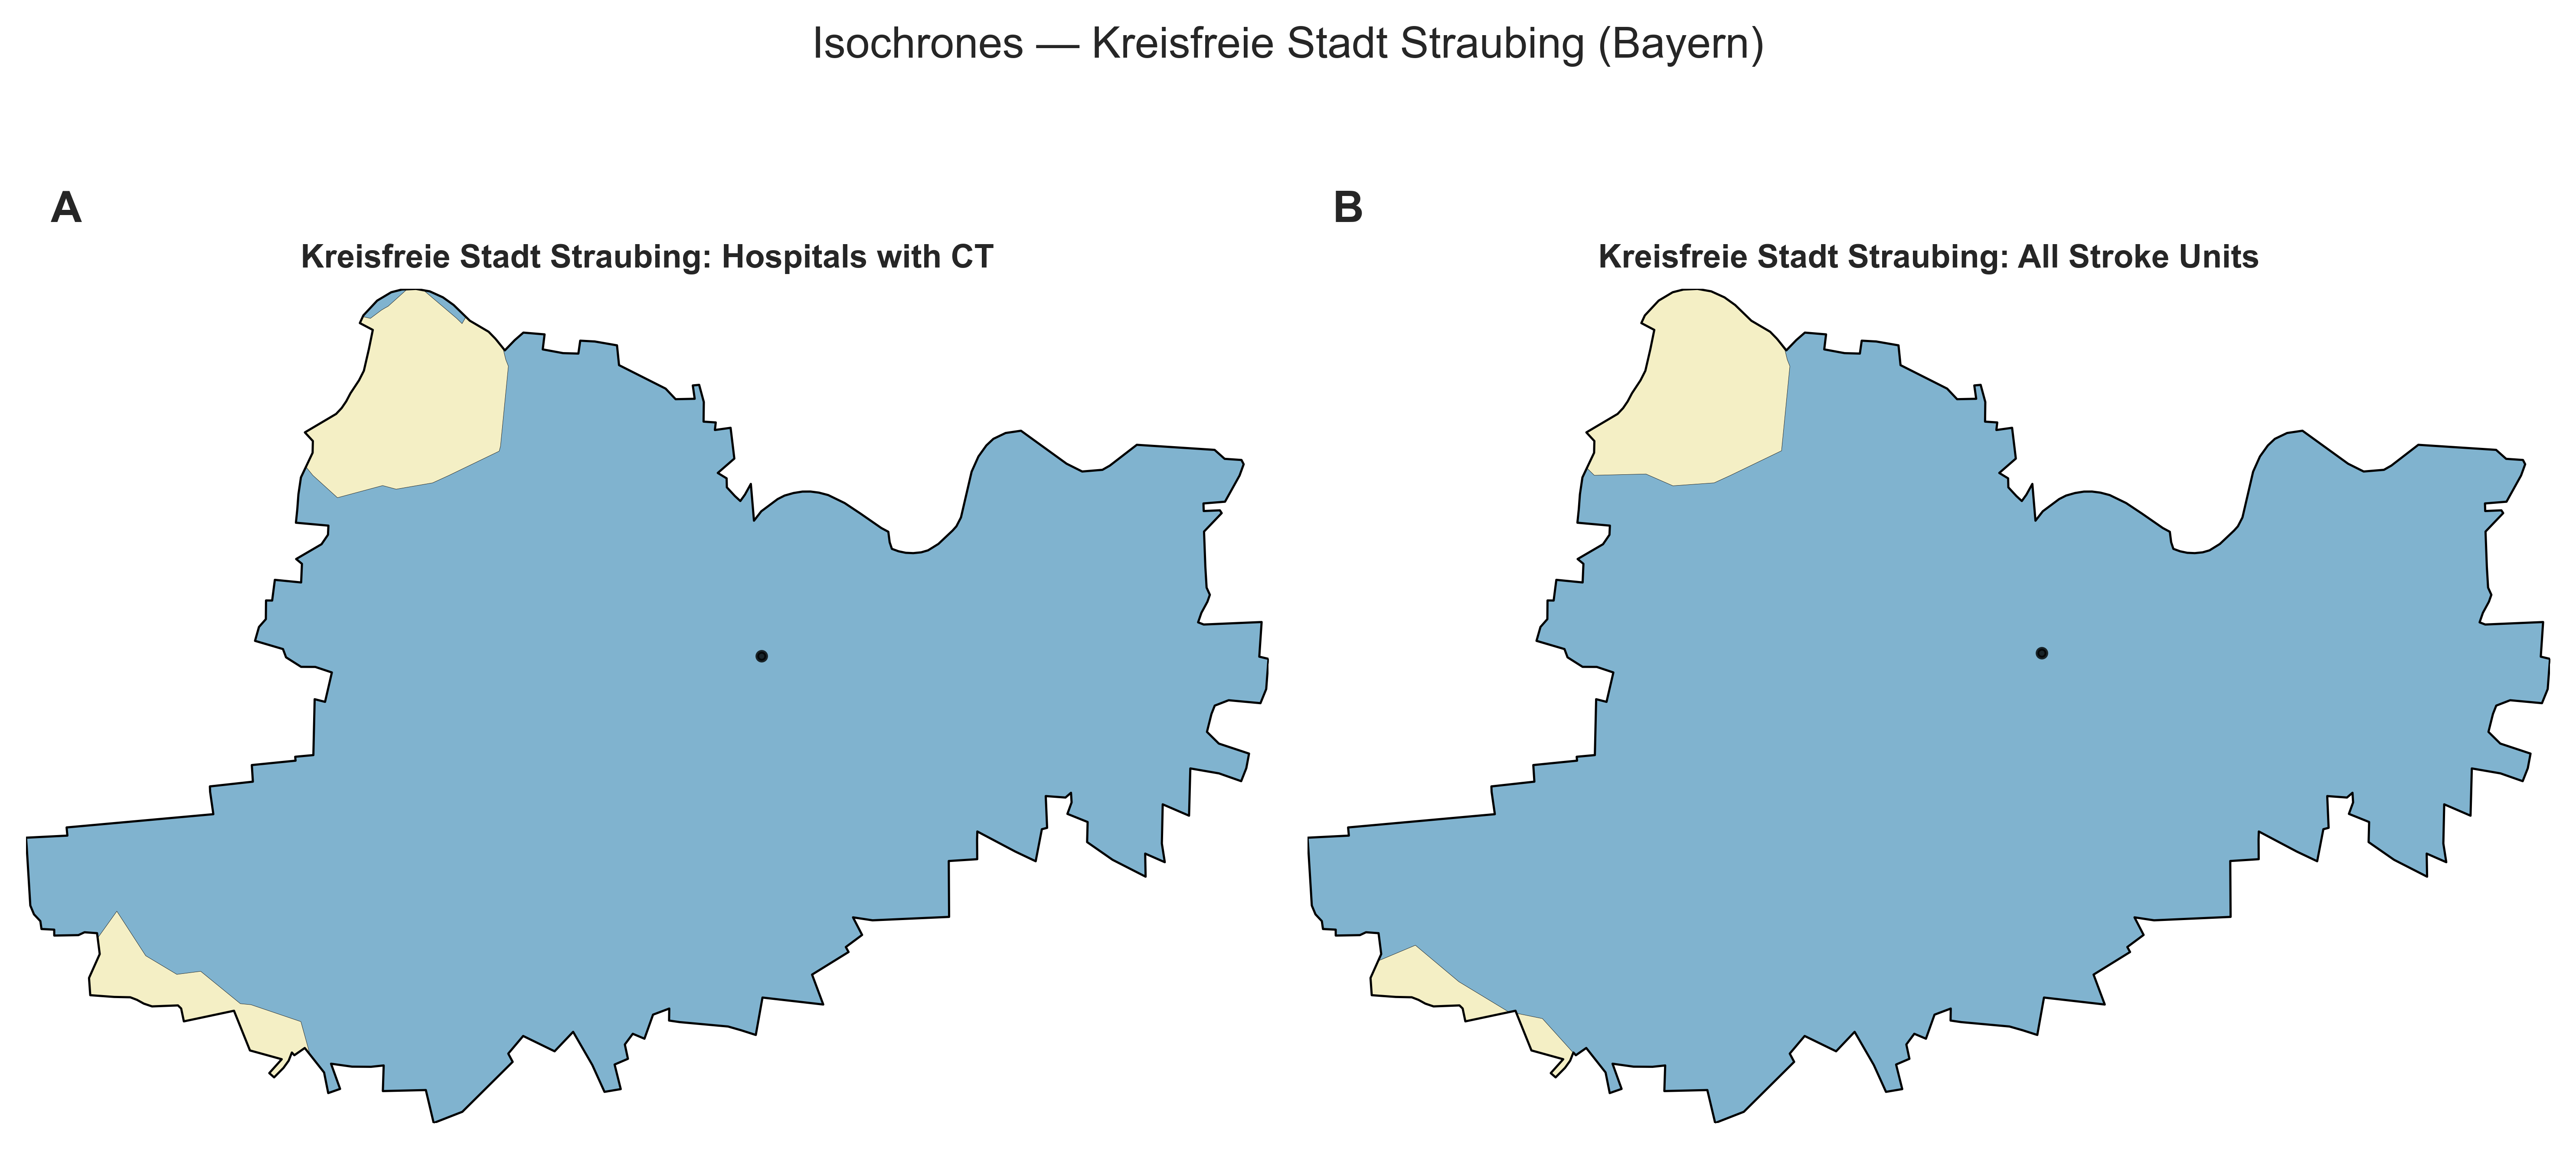 Isochrones — Kreisfreie Stadt Straubing (Bayern)
A
Kreisfreie Stadt Straubing: Hospitals with CT
B
Kreisfreie Stadt Straubing: All Stroke Units